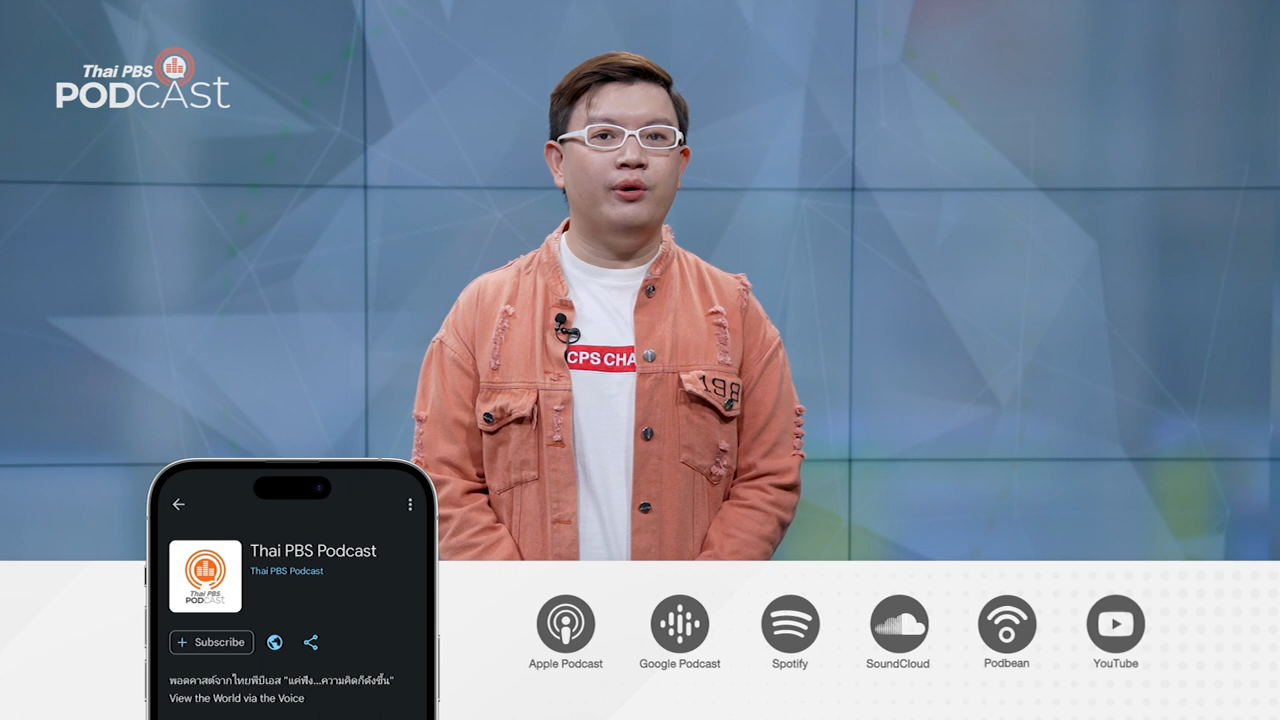 Thai PBS
PODCAST
CPS CHA
198
Thai PBS Podcast
Thai PBS Podcast
Thai PBS
PODCAST
+ Subscribe
พอดคาสต์จากไทยพีบีเอส "แค่ฟัง...ความคิดก็ดังขึ้น"
View the World via the Voice
Apple Podcast
Google Podcast
Spotify
SoundCloud
Podbean
YouTube